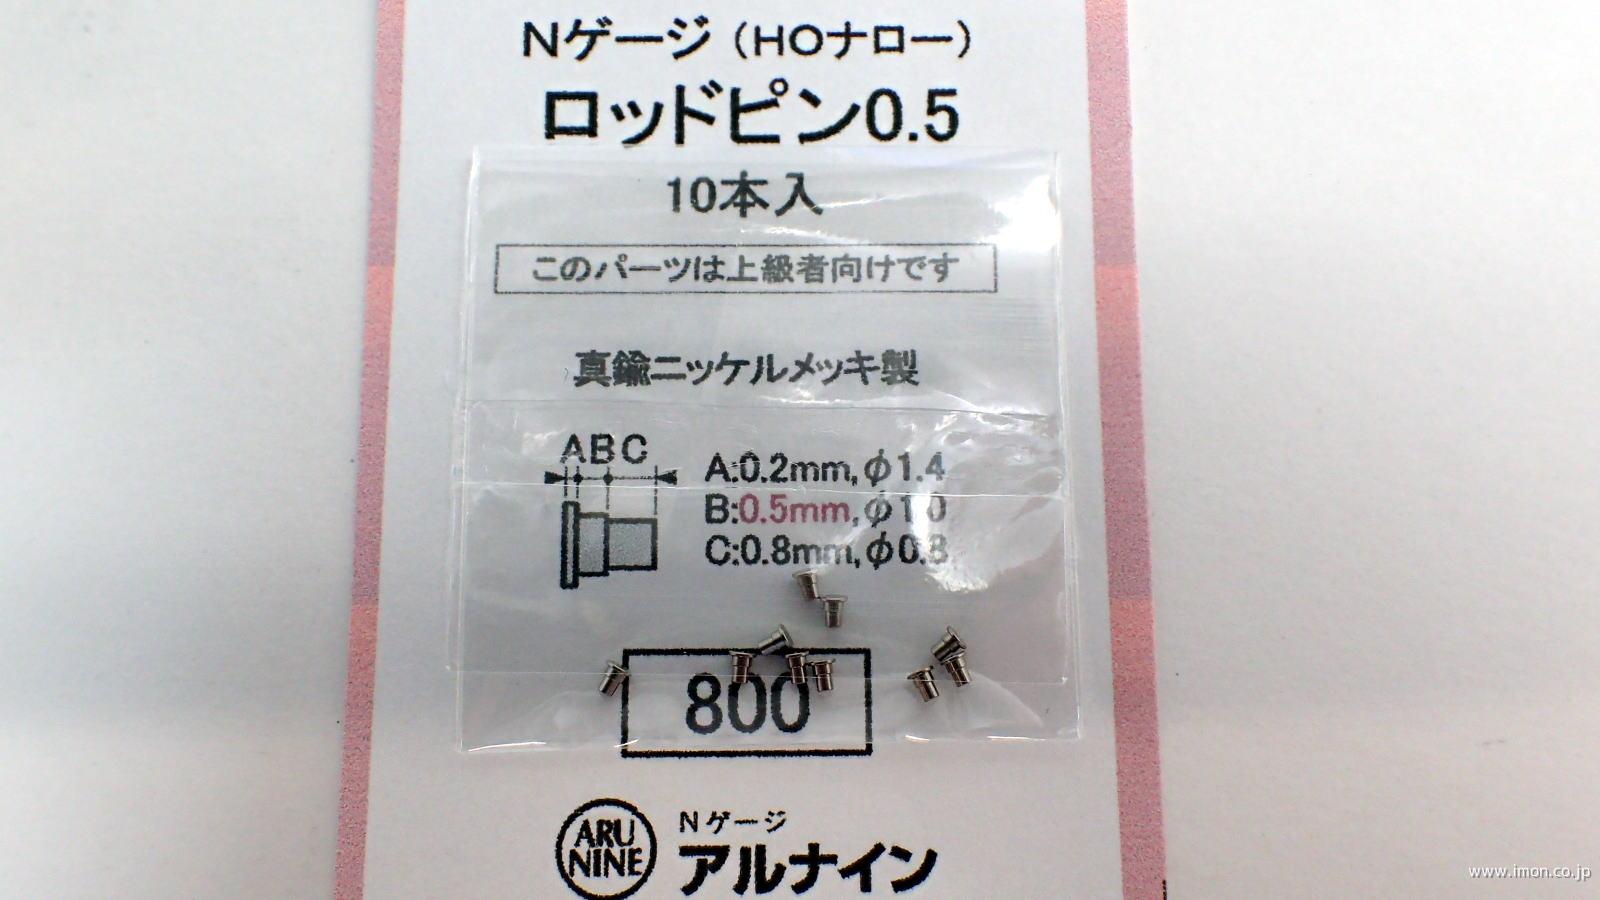 Nゲージ（HOナロー）
ロッドピン0.5
10本入
このパーツは上級者向けです
真鍮ニッケルメッキ製
ABC
A:0.2mm,φ1.4
B:0.5mm,φ1.0
C:0.8mm,φ0.8
800
ARU
NINE
Nゲージ
アルナイン
www.imon.co.jp